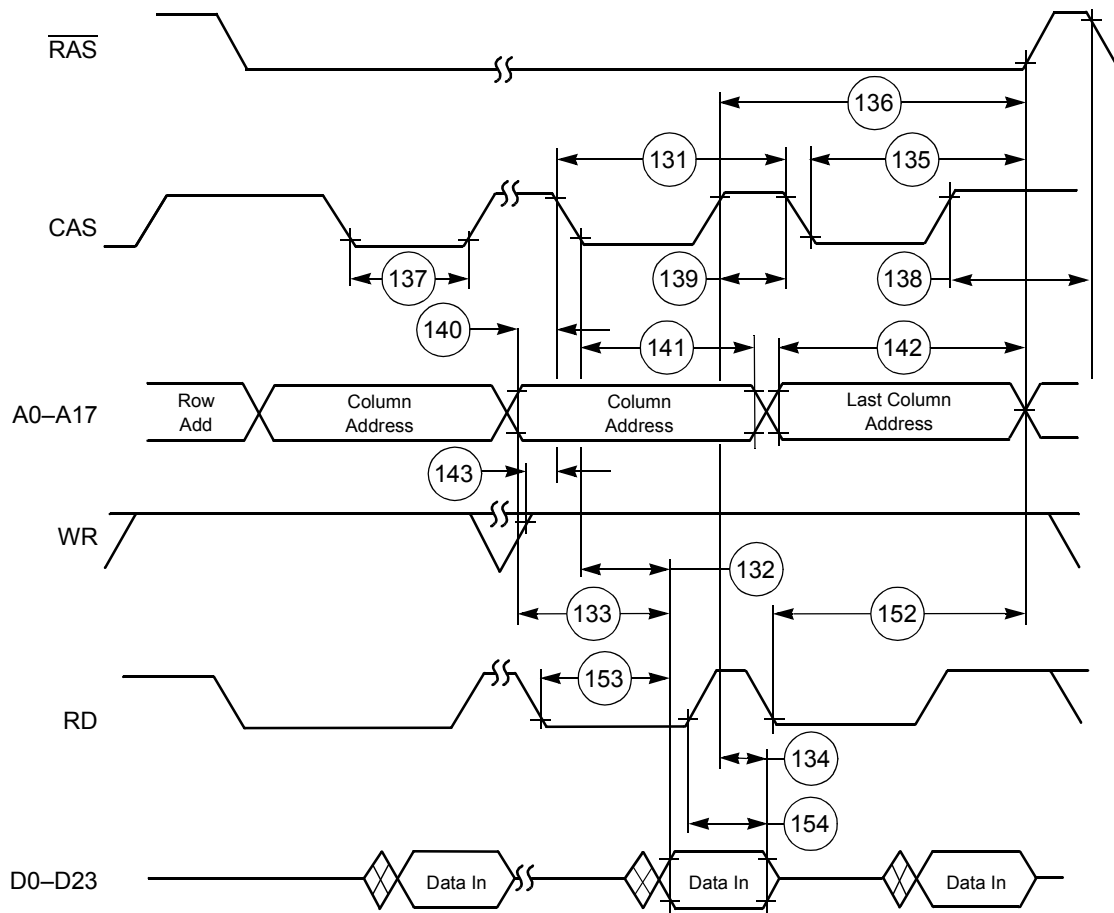 RAS
136
131
135
CAS
137
139
138
140
141
142
A0–A17
Row
Add
Column
Address
Column
Address
Last Column
Address
143
WR
132
133
152
153
RD
134
154
D0–D23
Data In
Data In
Data In